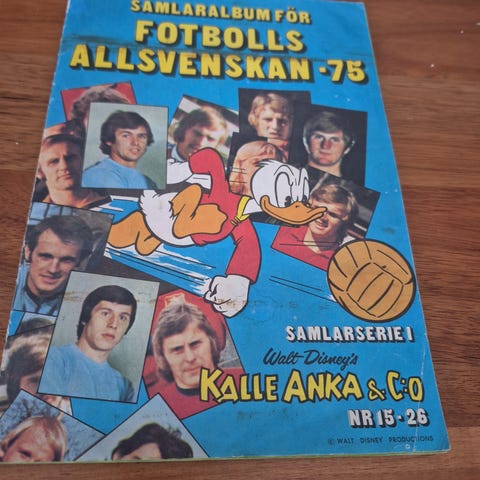 SAMLARALBUM FÖR
FOTBOLLS
ALLSVENSKAN -75
SAMLARSERIE I
Walt Disney's
KALLE ANKA & C:O
NR 15-26
© WALT DISNEY PRODUCTIONS